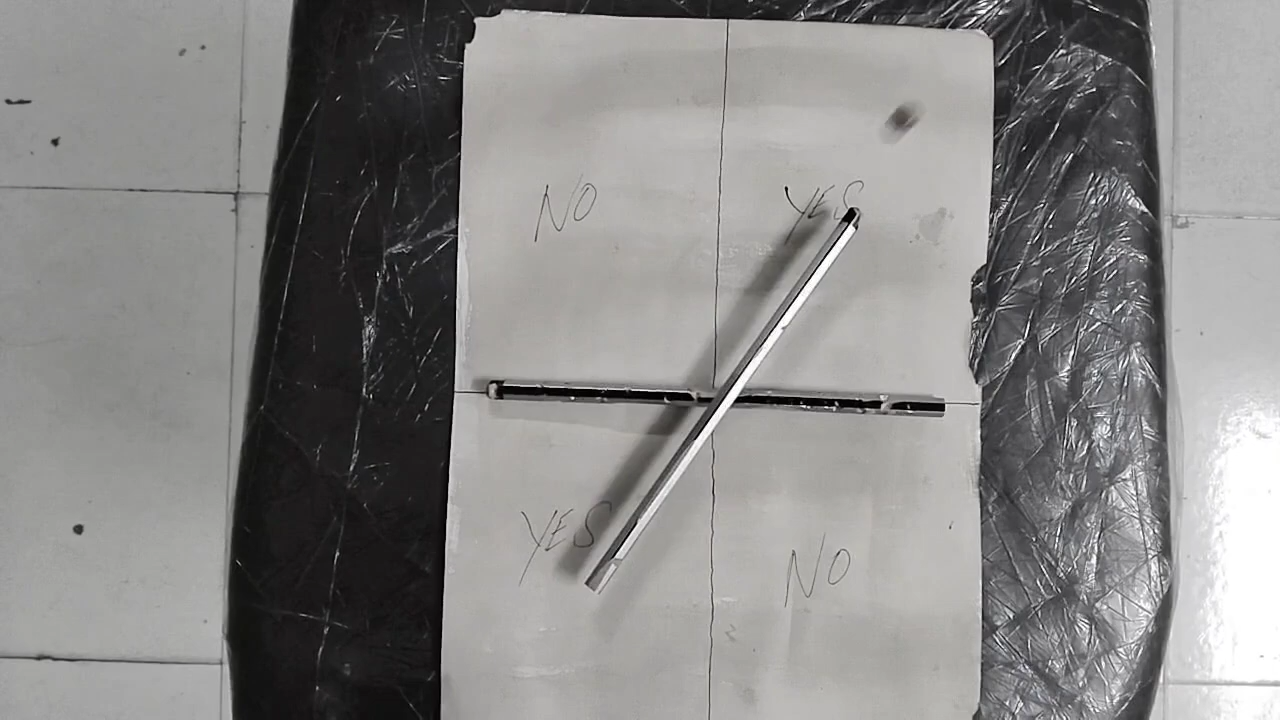 NO YES
YES NO